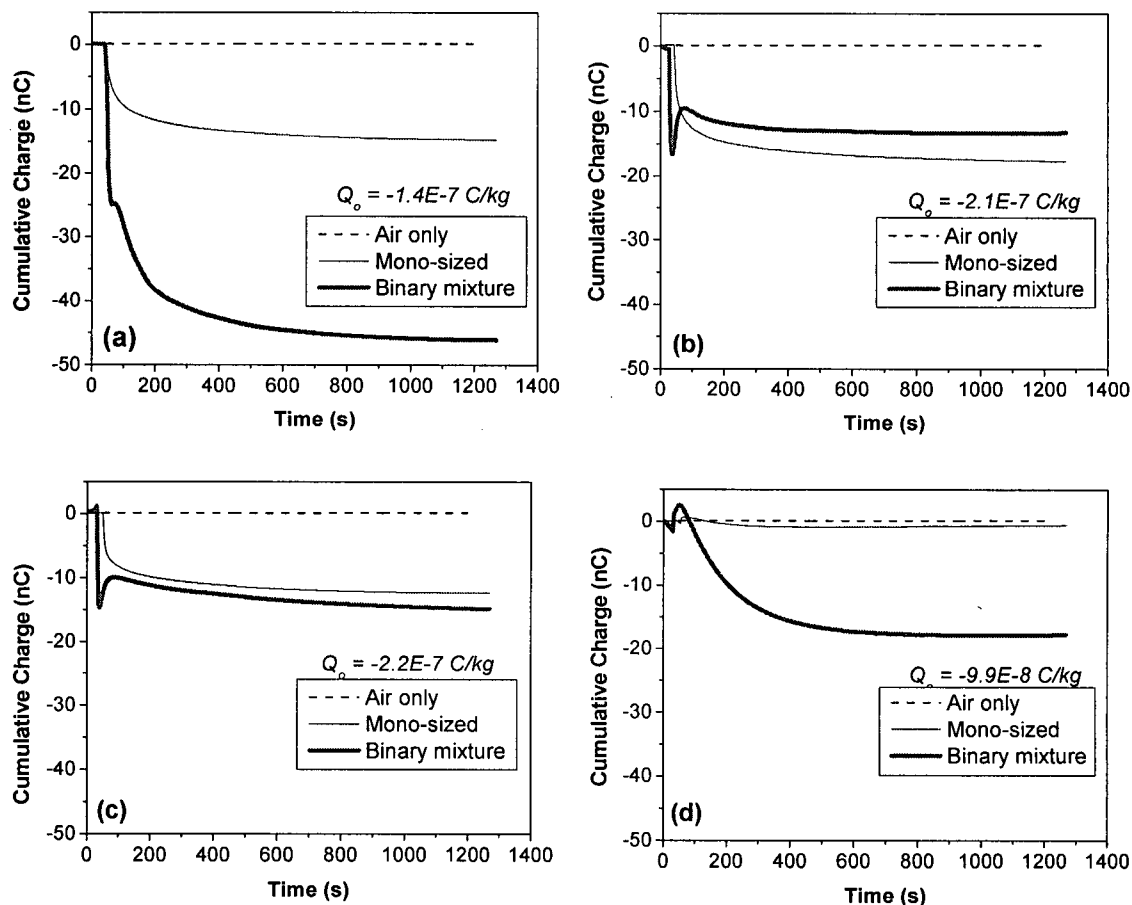 0
-10
-20
-30
-40
-50
Cumulative Charge (nC)
Q_o = -1.4E-7 C/kg
Air only
Mono-sized
Binary mixture
(a)
0 200 400 600 800 1000 1200 1400
Time (s)
0
-10
-20
-30
-40
-50
Cumulative Charge (nC)
Q_o = -2.1E-7 C/kg
Air only
Mono-sized
Binary mixture
(b)
0 200 400 600 800 1000 1200 1400
Time (s)
0
-10
-20
-30
-40
-50
Cumulative Charge (nC)
Q_o = -2.2E-7 C/kg
Air only
Mono-sized
Binary mixture
(c)
0 200 400 600 800 1000 1200 1400
Time (s)
0
-10
-20
-30
-40
-50
Cumulative Charge (nC)
Q_o = -9.9E-8 C/kg
Air only
Mono-sized
Binary mixture
(d)
0 200 400 600 800 1000 1200 1400
Time (s)